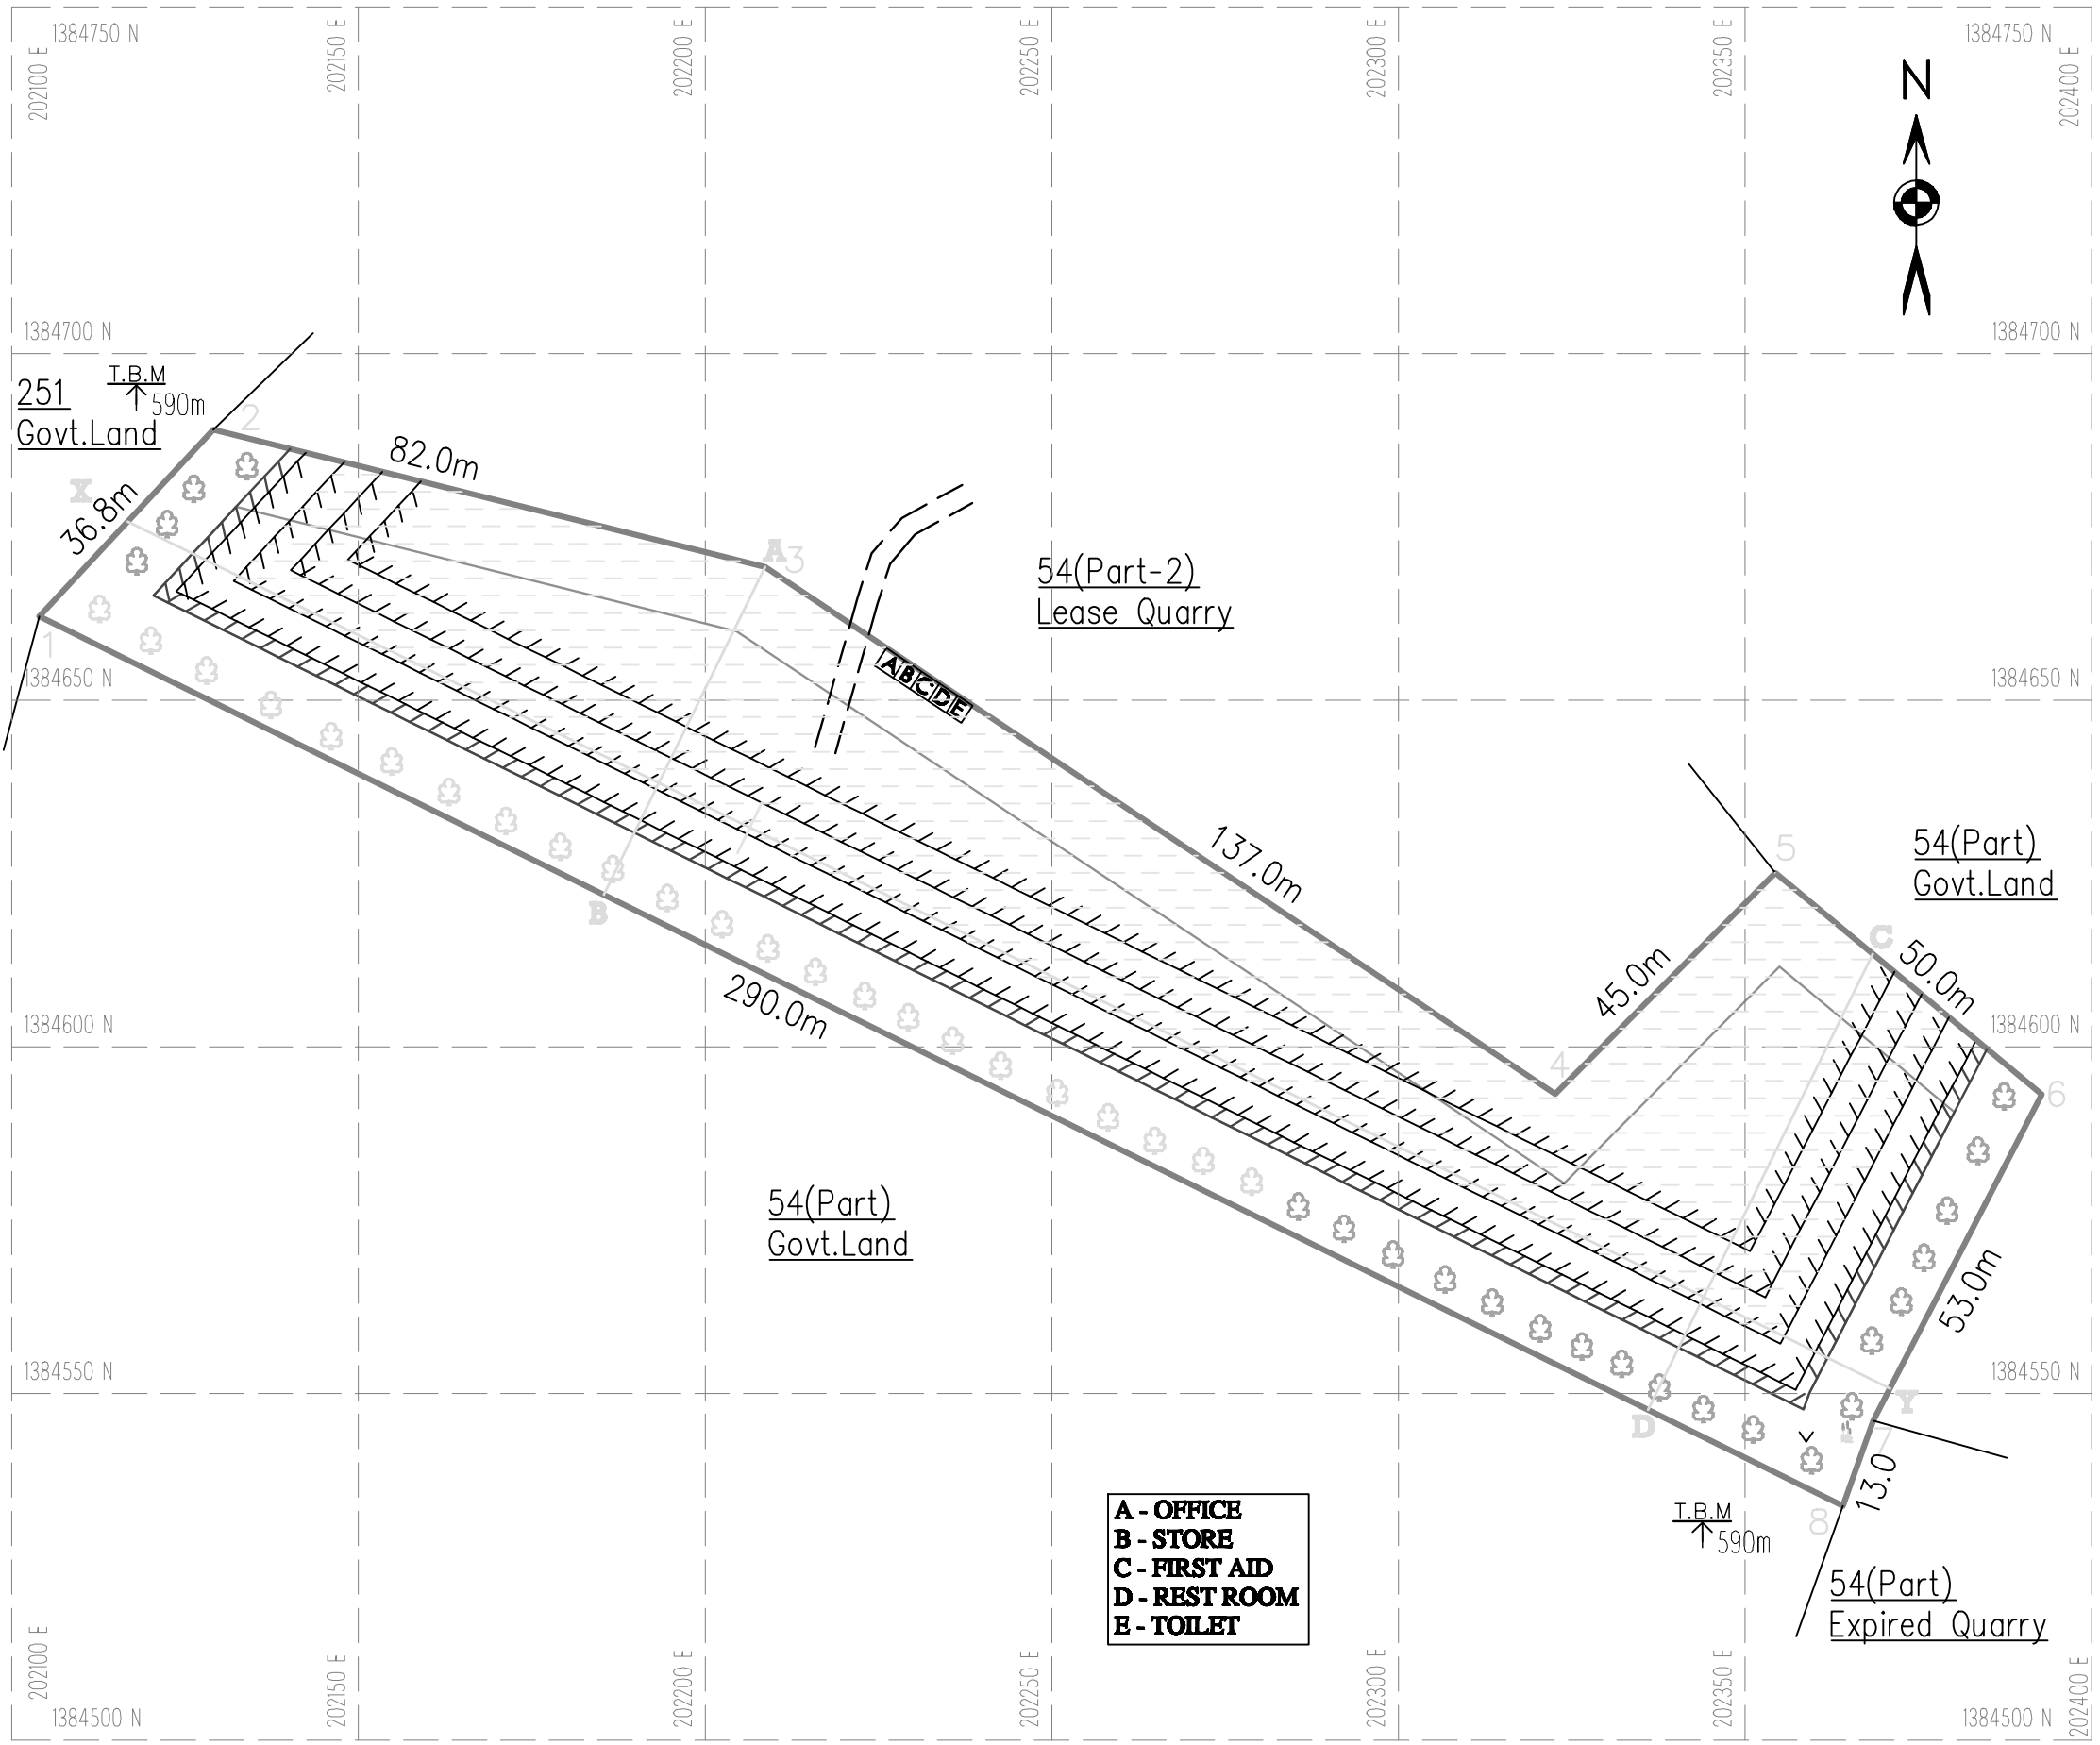 1384750 N
1384750 N
202100 E
202150 E
202200 E
202250 E
202300 E
202350 E
202400 E
N
1384700 N
1384700 N
251
Govt.Land
T.B.M
590m
2
82.0m
X
36.8m
A
3
54(Part-2)
Lease Quarry
1
1384650 N
1384650 N
A B C D E
137.0m
5
54(Part)
Govt.Land
B
C
50.0m
45.0m
290.0m
1384600 N
1384600 N
4
6
54(Part)
Govt.Land
53.0m
1384550 N
1384550 N
Y
D
7
13.0
8
T.B.M
590m
A - OFFICE
B - STORE
C - FIRST AID
D - REST ROOM
E - TOILET
54(Part)
Expired Quarry
202100 E
202150 E
202200 E
202250 E
202300 E
202350 E
202400 E
1384500 N
1384500 N